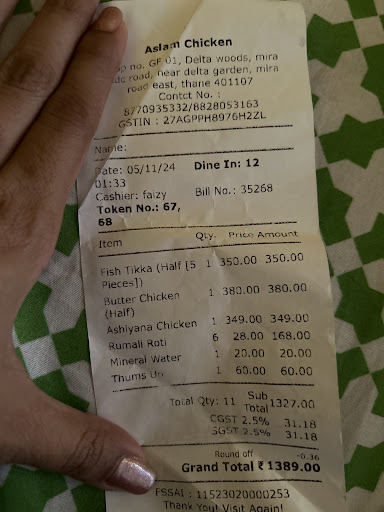 Aslam Chicken
op no. GF 01, Delta woods, mira
road, near delta garden, mira
road east, thane 401107
Contct No. :
8770935332/8828053163
GSTIN : 27AGPPH8976H2ZL
Name:
Date: 05/11/24 Dine In: 12
01:33
Cashier: faizy Bill No.: 35268
Token No.: 67,
68
Item Qty. Price Amount
Fish Tikka (Half [5 1 350.00 350.00
Pieces])
Butter Chicken 1 380.00 380.00
(Half)
Ashiyana Chicken 1 349.00 349.00
Rumali Roti 6 28.00 168.00
Mineral Water 1 20.00 20.00
Thums Up 1 60.00 60.00
Total Qty: 11 Sub
Total 1327.00
CGST 2.5% 31.18
SGST 2.5% 31.18
Round off -0.36
Grand Total ₹ 1389.00
FSSAI : 11523020000253
Thank You! Visit Again!